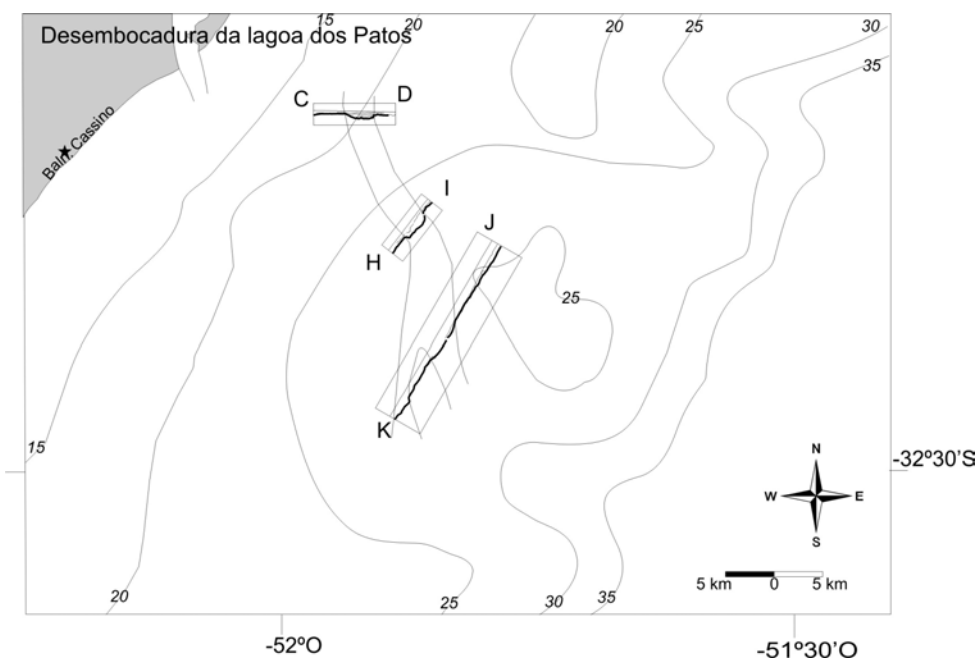 Desembocadura da lagoa dos Patos
15
20
20
25
30
35
C
D
Baln. Cassino
I
H
J
25
K
15
-32º30'S
N
W
E
S
5 km
0
5 km
20
25
30
35
-52ºO
-51º30'O